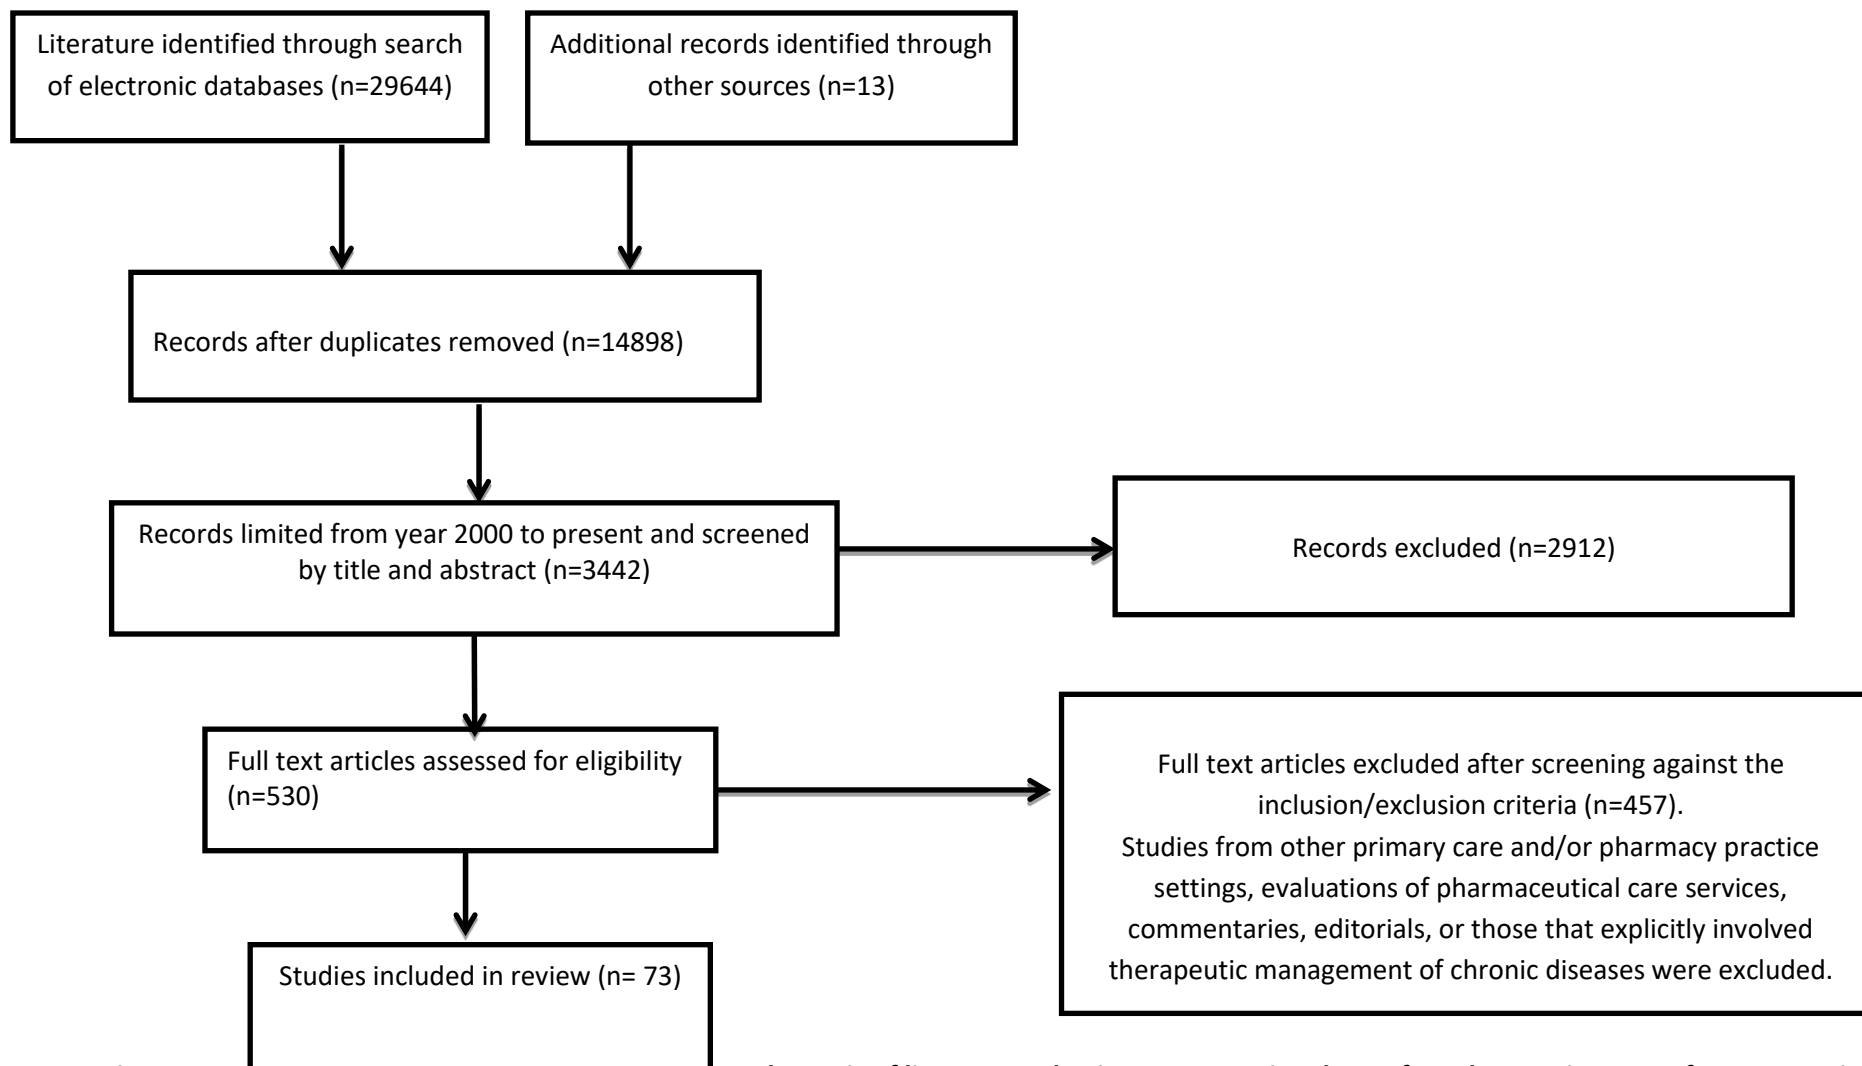 Literature identified through search
of electronic databases (n=29644)
Additional records identified through
other sources (n=13)
Records after duplicates removed (n=14898)
Records limited from year 2000 to present and screened
by title and abstract (n=3442)
Records excluded (n=2912)
Full text articles assessed for eligibility
(n=530)
Full text articles excluded after screening against the
inclusion/exclusion criteria (n=457).
Studies from other primary care and/or pharmacy practice
settings, evaluations of pharmaceutical care services,
commentaries, editorials, or those that explicitly involved
therapeutic management of chronic diseases were excluded.
Studies included in review (n= 73)